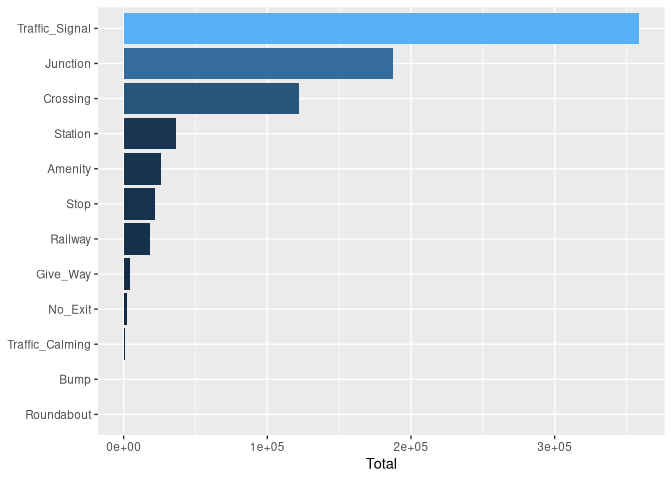 Traffic_Signal
Junction
Crossing
Station
Amenity
Stop
Railway
Give_Way
No_Exit
Traffic_Calming
Bump
Roundabout
0e+00 1e+05 2e+05 3e+05
Total